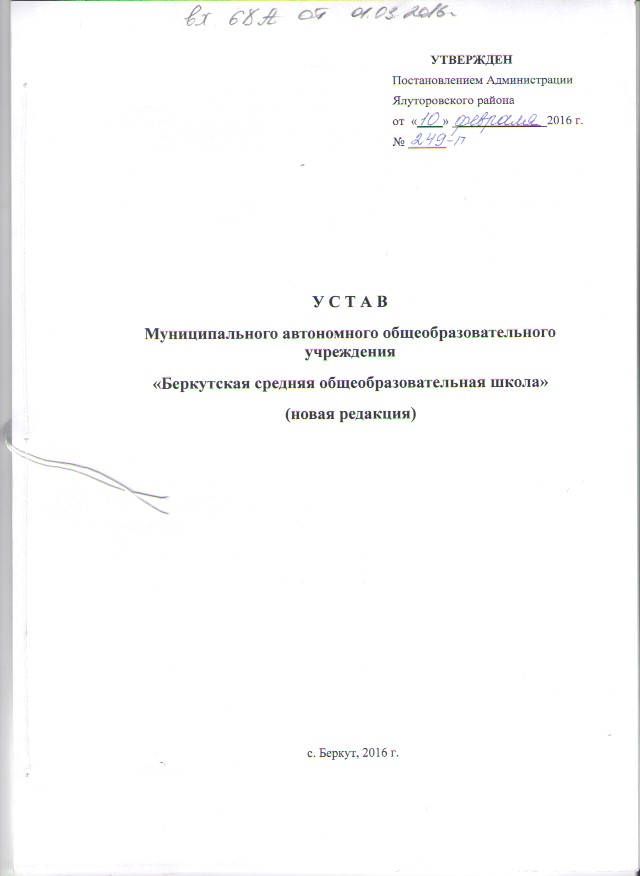 вх 68А от 01.03.2016г.
УТВЕРЖДЕН
Постановлением Администрации
Ялуторовского района
от «10» февраля 2016 г.
№ 249-п
У С Т А В
Муниципального автономного общеобразовательного
учреждения
«Беркутская средняя общеобразовательная школа»
(новая редакция)
с. Беркут, 2016 г.